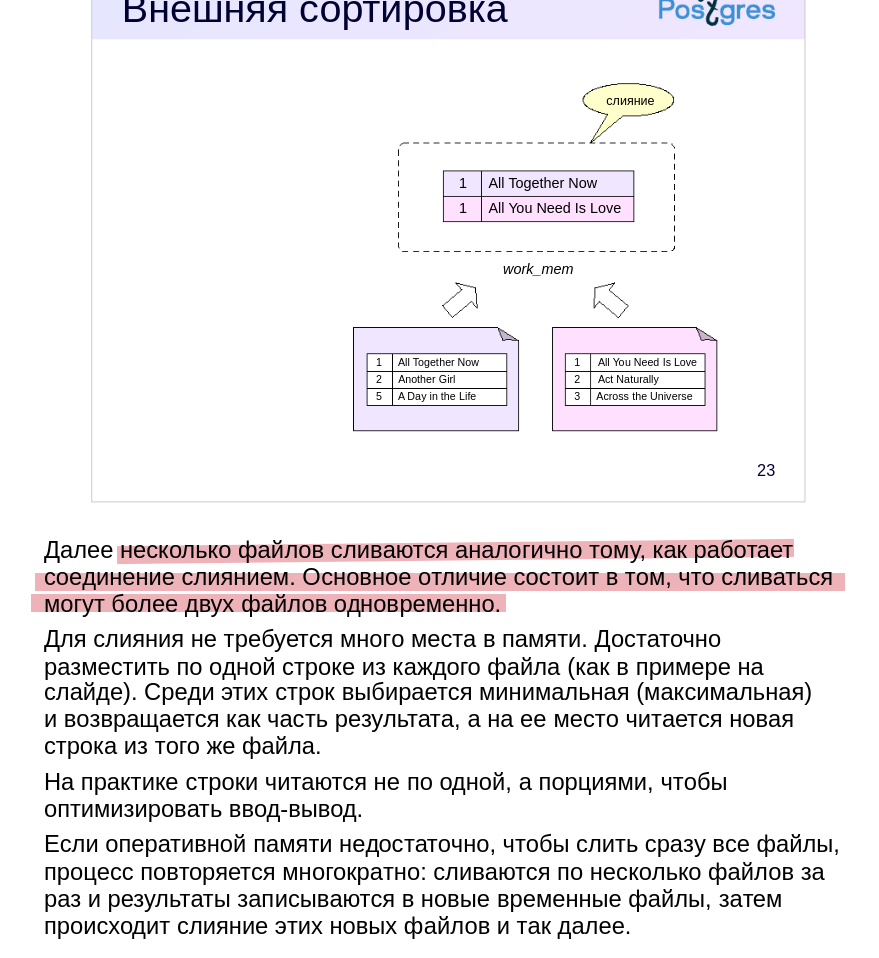 Внешняя сортировка
Postgres
слияние
1 All Together Now
1 All You Need Is Love
work_mem
1 All Together Now
2 Another Girl
5 A Day in the Life
1 All You Need Is Love
2 Act Naturally
3 Across the Universe
23
Далее несколько файлов сливаются аналогично тому, как работает
соединение слиянием. Основное отличие состоит в том, что сливаться
могут более двух файлов одновременно.
Для слияния не требуется много места в памяти. Достаточно
разместить по одной строке из каждого файла (как в примере на
слайде). Среди этих строк выбирается минимальная (максимальная)
и возвращается как часть результата, а на ее место читается новая
строка из того же файла.
На практике строки читаются не по одной, а порциями, чтобы
оптимизировать ввод-вывод.
Если оперативной памяти недостаточно, чтобы слить сразу все файлы,
процесс повторяется многократно: сливаются по несколько файлов за
раз и результаты записываются в новые временные файлы, затем
происходит слияние этих новых файлов и так далее.